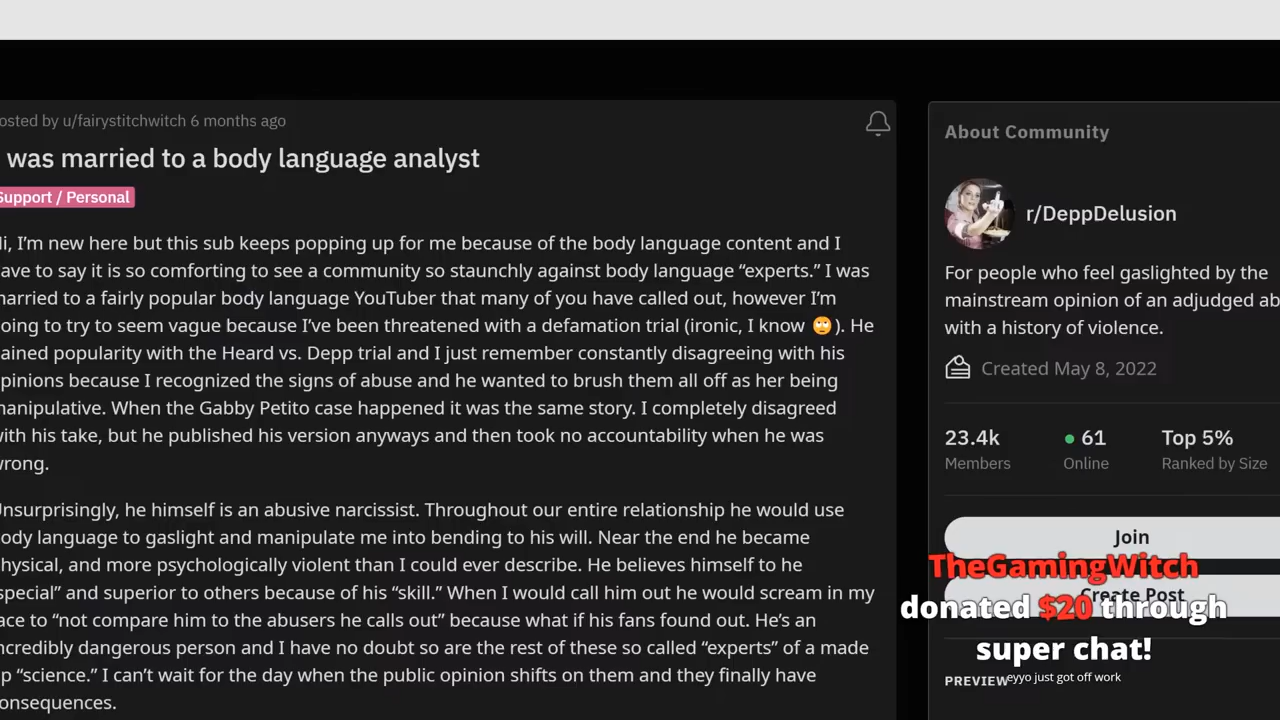 osted by u/fairystitchwitch 6 months ago
was married to a body language analyst
Support / Personal
i, I’m new here but this sub keeps popping up for me because of the body language content and I
ave to say it is so comforting to see a community so staunchly against body language “experts.” I was
arried to a fairly popular body language YouTuber that many of you have called out, however I’m
oing to try to seem vague because I’ve been threatened with a defamation trial (ironic, I know 🙄). He
ained popularity with the Heard vs. Depp trial and I just remember constantly disagreeing with his
pinions because I recognized the signs of abuse and he wanted to brush them all off as her being
manipulative. When the Gabby Petito case happened it was the same story. I completely disagreed
with his take, but he published his version anyways and then took no accountability when he was
wrong.
Unsurprisingly, he himself is an abusive narcissist. Throughout our entire relationship he would use
ody language to gaslight and manipulate me into bending to his will. Near the end he became
hysical, and more psychologically violent than I could ever describe. He believes himself to he
special” and superior to others because of his “skill.” When I would call him out he would scream in my
ace to “not compare him to the abusers he calls out” because what if his fans found out. He’s an
ncredibly dangerous person and I have no doubt so are the rest of these so called “experts” of a made
p “science.” I can’t wait for the day when the public opinion shifts on them and they finally have
onsequences.
About Community
r/DeppDelusion
For people who feel gaslighted by the
mainstream opinion of an adjudged ab
with a history of violence.
Created May 8, 2022
23.4k 61 Top 5%
Members Online Ranked by Size
Join
TheGamingWitch
Create Post
donated $20 through
super chat!
PREVIEW
eyyo just got off work